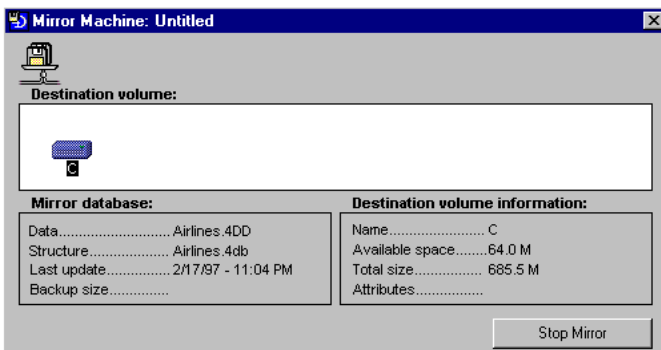 Mirror Machine: Untitled
Destination volume:
C
Mirror database:
Data............................ Airlines.4DD
Structure.................... Airlines.4db
Last update................ 2/17/97 - 11:04 PM
Backup size...............
Destination volume information:
Name........................ C
Available space........64.0 M
Total size................. 685.5 M
Attributes.................
Stop Mirror